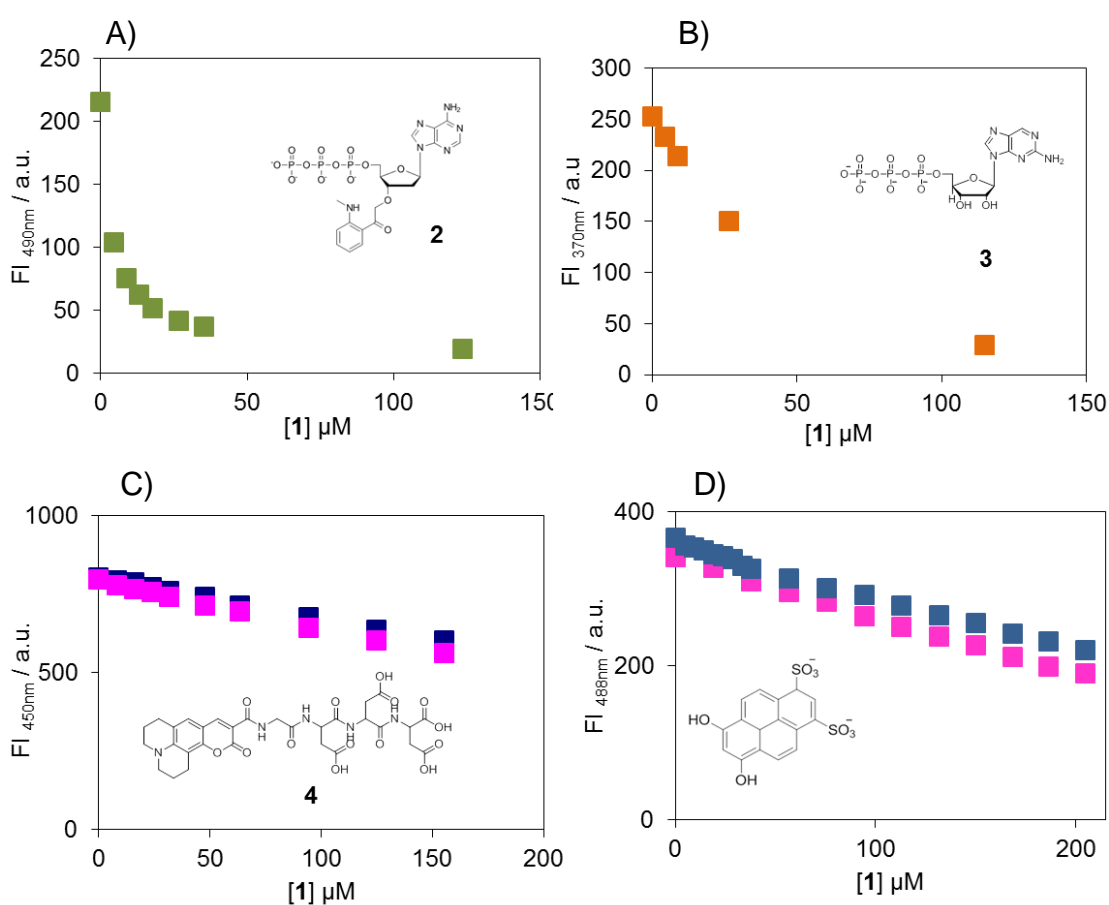 A)
FI 490nm / a.u.
250
200
150
100
50
0
0 50 100 150
[1] µM
2
NH2
N N N N
O O O
-O P O P O P O
O- O- O-
O
O
NH
O
B)
FI 370nm / a.u
300
250
200
150
100
50
0
0 50 100 150
[1] µM
3
N N N N NH2
O O O
O P O P O P O
O O O
O
H OH OH
C)
FI 450nm / a.u.
1000
500
0
0 50 100 150 200
[1] µM
4
OH
O O O H O O H O
N N N N OH
H H
N O O O O O O
OH OH
D)
FI 488nm / a.u.
400
200
0
0 100 200
[1] µM
SO3-
HO SO3-
OH